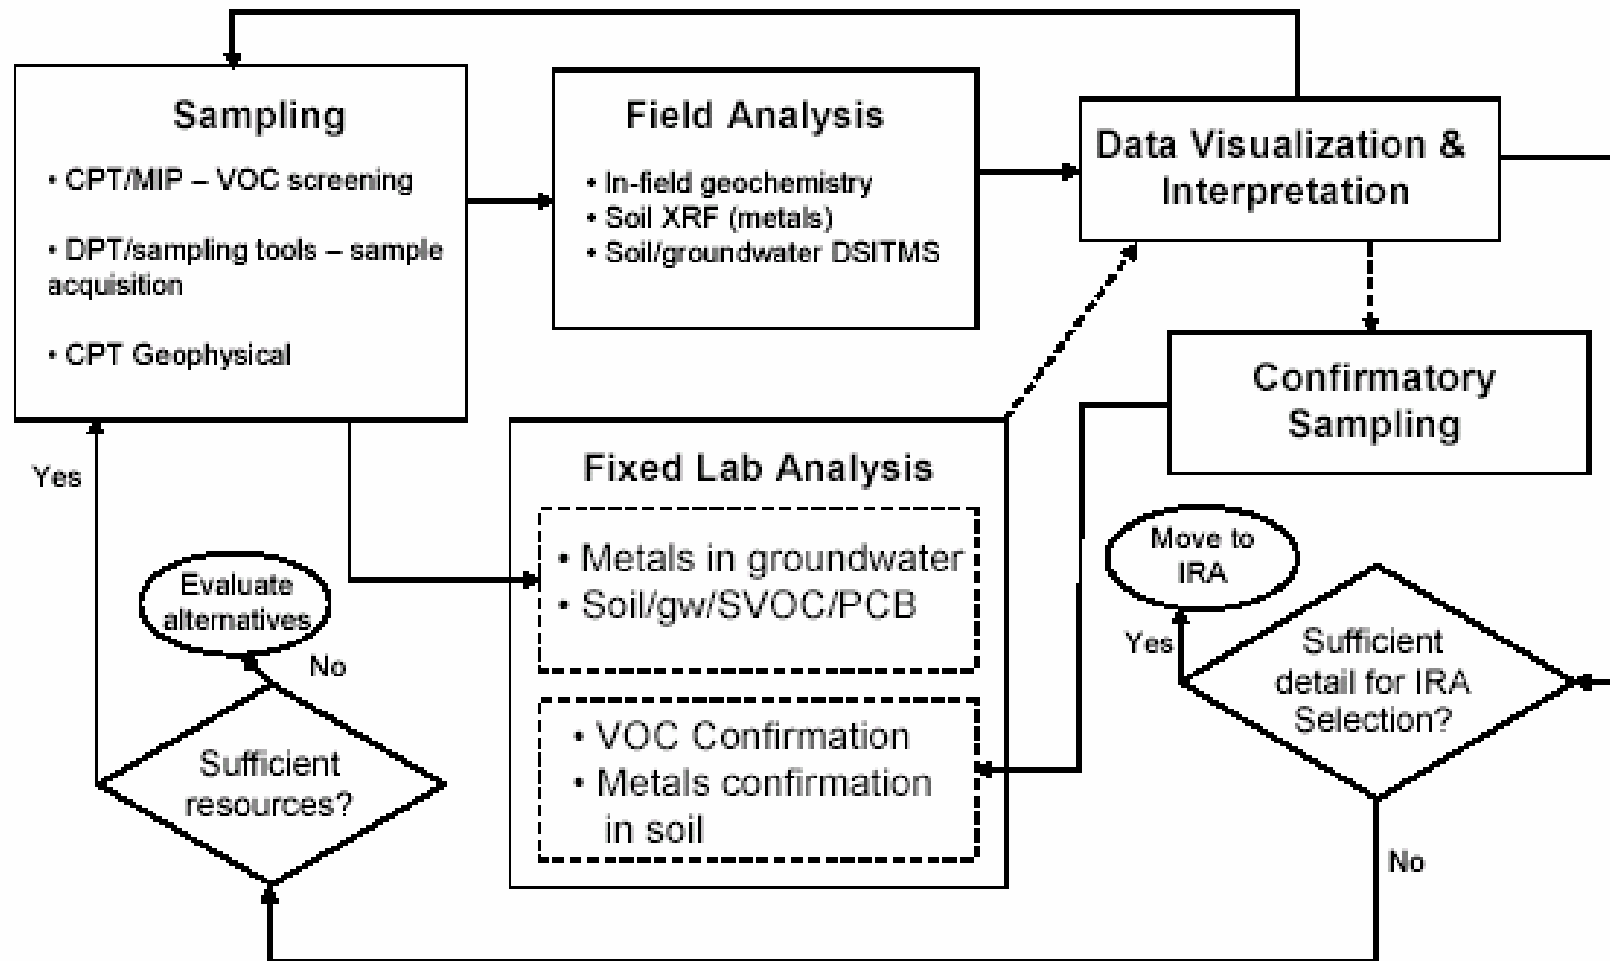 Sampling
• CPT/MIP – VOC screening
• DPT/sampling tools – sample
acquisition
• CPT Geophysical
Field Analysis
• In-field geochemistry
• Soil XRF (metals)
• Soil/groundwater DSITMS
Data Visualization &
Interpretation
Confirmatory
Sampling
Fixed Lab Analysis
• Metals in groundwater
• Soil/gw/SVOC/PCB
• VOC Confirmation
• Metals confirmation
in soil
Yes
Evaluate
alternatives
No
Sufficient
resources?
Move to
IRA
Yes
Sufficient
detail for IRA
Selection?
No